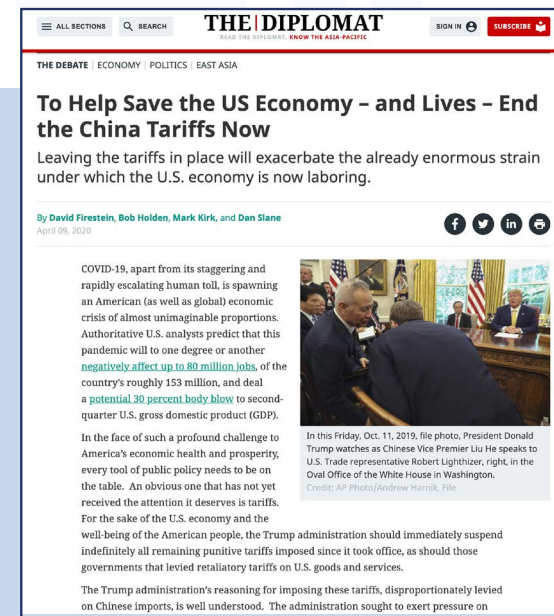 ALL SECTIONS
SEARCH
THE|DIPLOMAT
READ THE DIPLOMAT. KNOW THE ASIA-PACIFIC
SIGN IN
SUBSCRIBE
THE DEBATE | ECONOMY | POLITICS | EAST ASIA
To Help Save the US Economy – and Lives – End
the China Tariffs Now
Leaving the tariffs in place will exacerbate the already enormous strain
under which the U.S. economy is now laboring.
By David Firestein, Bob Holden, Mark Kirk, and Dan Slane
April 09, 2020
COVID-19, apart from its staggering and
rapidly escalating human toll, is spawning
an American (as well as global) economic
crisis of almost unimaginable proportions.
Authoritative U.S. analysts predict that this
pandemic will to one degree or another
negatively affect up to 80 million jobs, of the
country's roughly 153 million, and deal
a potential 30 percent body blow to second-
quarter U.S. gross domestic product (GDP).
In the face of such a profound challenge to
America's economic health and prosperity,
every tool of public policy needs to be on
the table. An obvious one that has not yet
received the attention it deserves is tariffs.
For the sake of the U.S. economy and the
well-being of the American people, the Trump administration should immediately suspend
indefinitely all remaining punitive tariffs imposed since it took office, as should those
governments that levied retaliatory tariffs on U.S. goods and services.
The Trump administration's reasoning for imposing these tariffs, disproportionately levied
on Chinese imports, is well understood. The administration sought to exert pressure on
In this Friday, Oct. 11, 2019, file photo, President Donald
Trump watches as Chinese Vice Premier Liu He speaks to
U.S. Trade representative Robert Lighthizer, right, in the
Oval Office of the White House in Washington.
Credit: AP Photo/Andrew Harnik, File